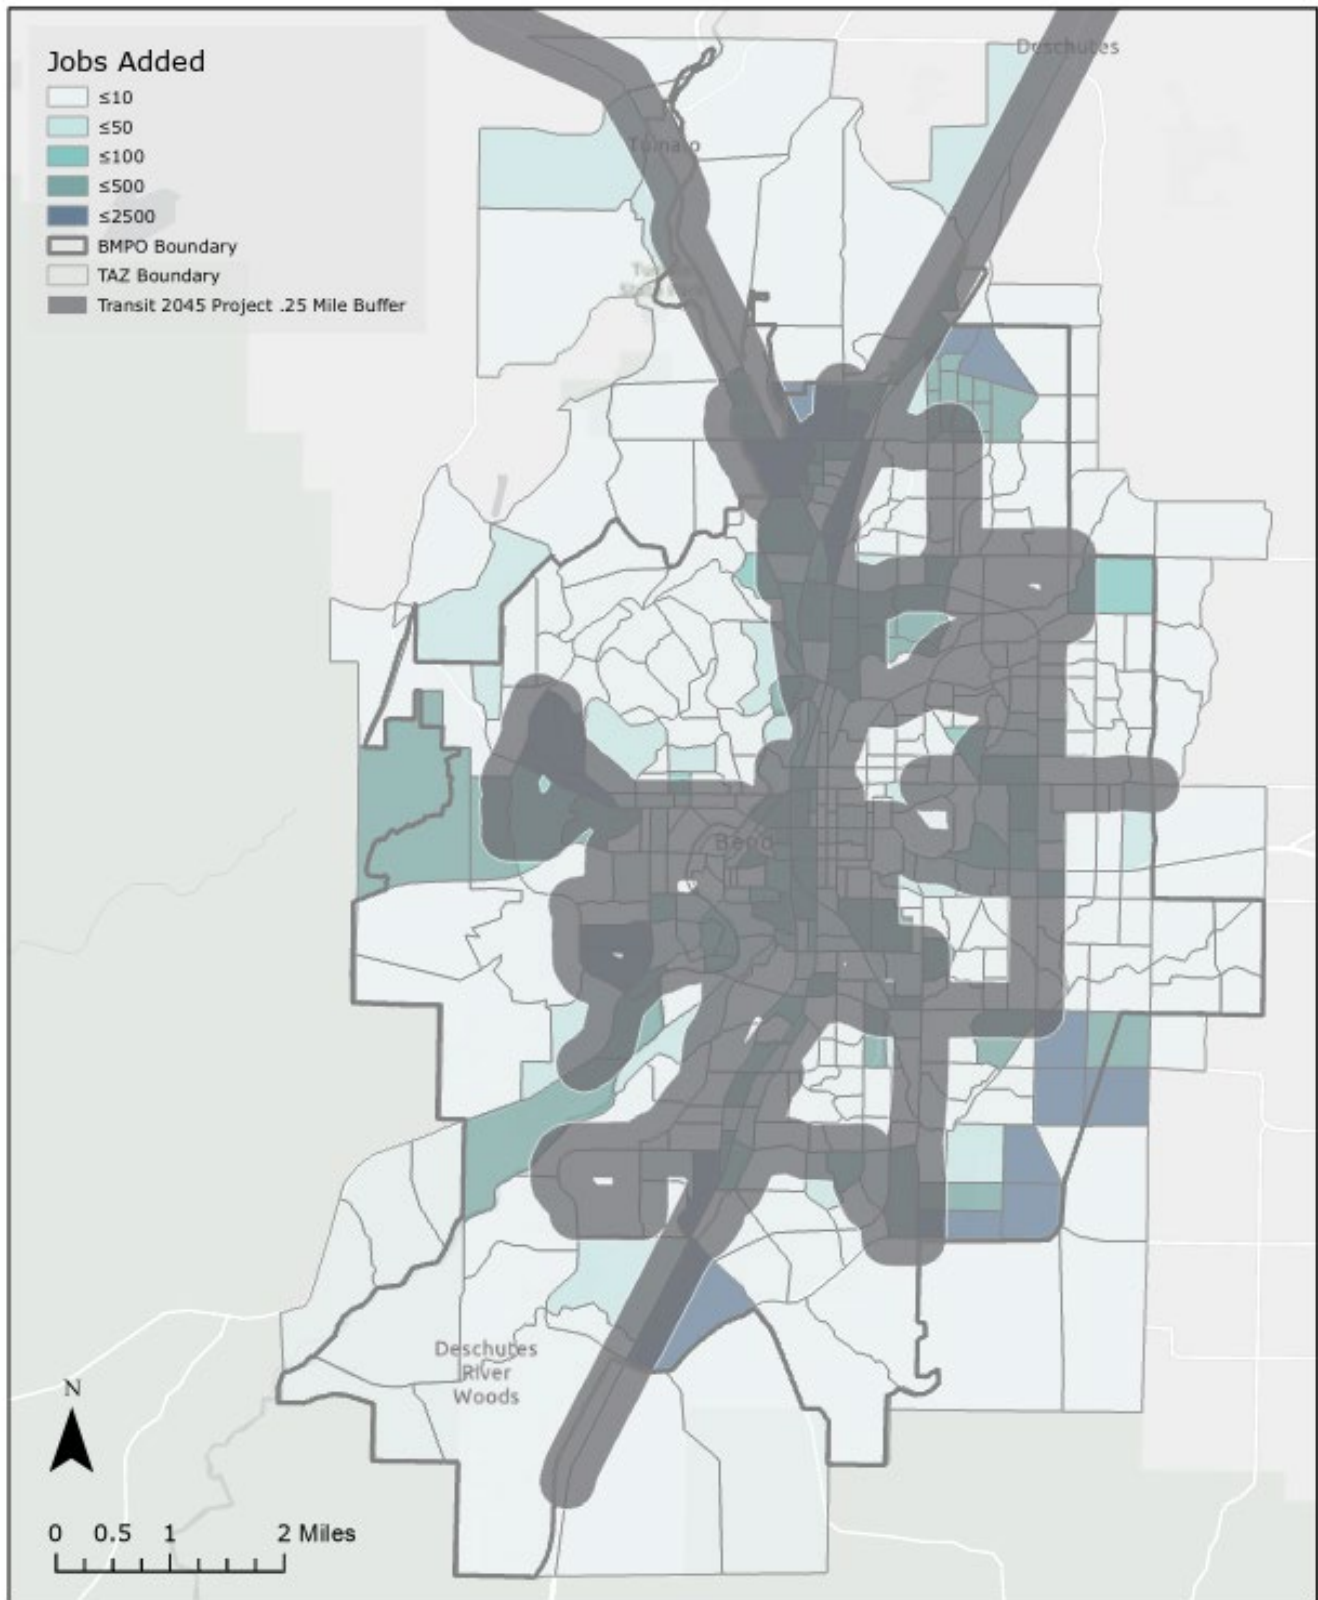 Jobs Added
≤10
≤50
≤100
≤500
≤2500
BMPO Boundary
TAZ Boundary
Transit 2045 Project .25 Mile Buffer
Deschutes
Tumalo
Bend
Deschutes
River
Woods
N
0 0.5 1 2 Miles